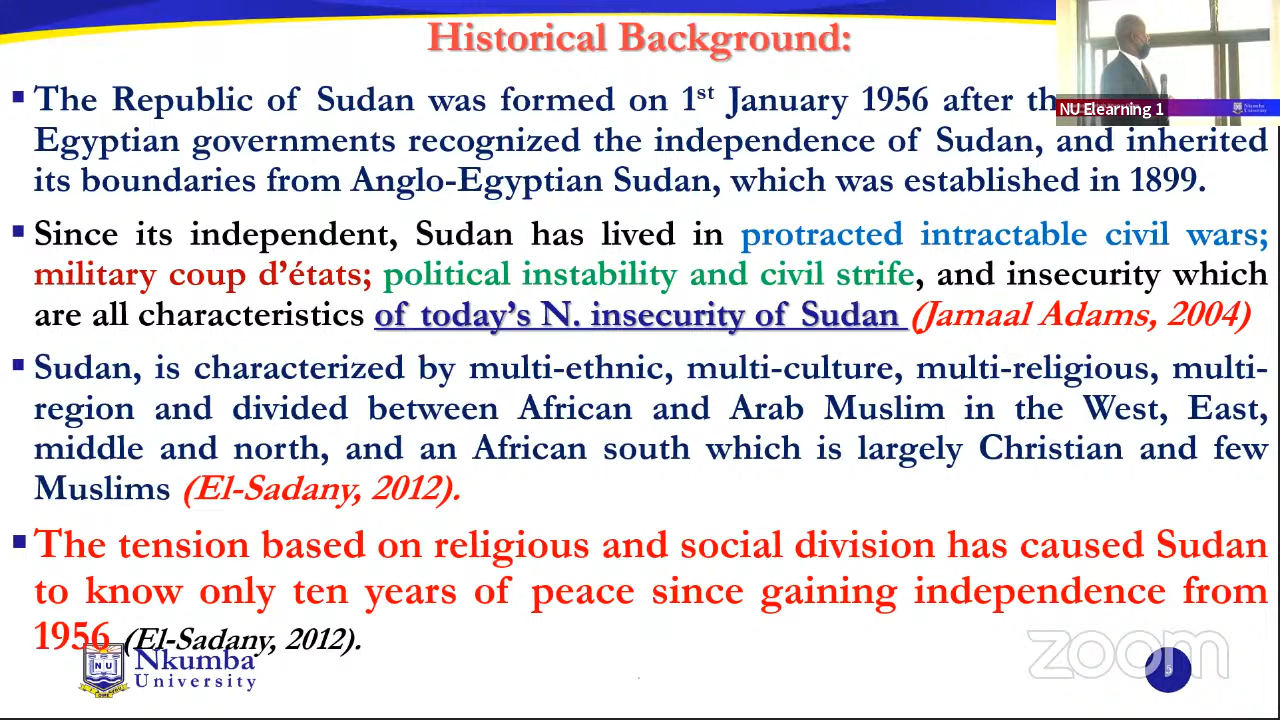 Historical Background:
▪ The Republic of Sudan was formed on 1st January 1956 after th
Egyptian governments recognized the independence of Sudan, and inherited
its boundaries from Anglo-Egyptian Sudan, which was established in 1899.
▪ Since its independent, Sudan has lived in protracted intractable civil wars;
military coup d’états; political instability and civil strife, and insecurity which
are all characteristics of today’s N. insecurity of Sudan (Jamaal Adams, 2004)
▪ Sudan, is characterized by multi-ethnic, multi-culture, multi-religious, multi-
region and divided between African and Arab Muslim in the West, East,
middle and north, and an African south which is largely Christian and few
Muslims (El-Sadany, 2012).
▪ The tension based on religious and social division has caused Sudan
to know only ten years of peace since gaining independence from
1956 (El-Sadany, 2012).
NU Elearning 1
Nkumba
University
N U
Nkumba
University
zoom
5